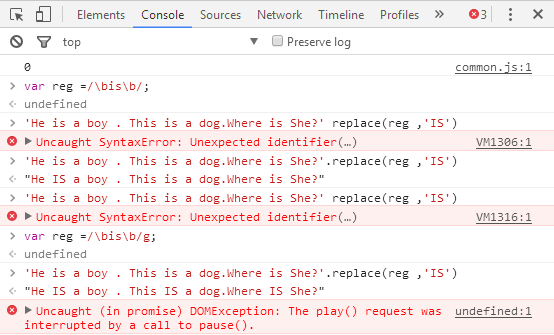 Elements Console Sources Network Timeline Profiles » 3
top Preserve log
0 common.js:1
> var reg =/\bis\b/;
undefined
> 'He is a boy . This is a dog.Where is She?' replace(reg ,'IS')
Uncaught SyntaxError: Unexpected identifier(…) VM1306:1
> 'He is a boy . This is a dog.Where is She?'.replace(reg ,'IS')
"He IS a boy . This is a dog.Where is She?"
> 'He is a boy . This is a dog.Where is She?' replace(reg ,'IS')
Uncaught SyntaxError: Unexpected identifier(…) VM1316:1
> var reg =/\bis\b/g;
undefined
> 'He is a boy . This is a dog.Where is She?'.replace(reg ,'IS')
"He IS a boy . This IS a dog.Where IS She?"
Uncaught (in promise) DOMException: The play() request was undefined:1
interrupted by a call to pause().